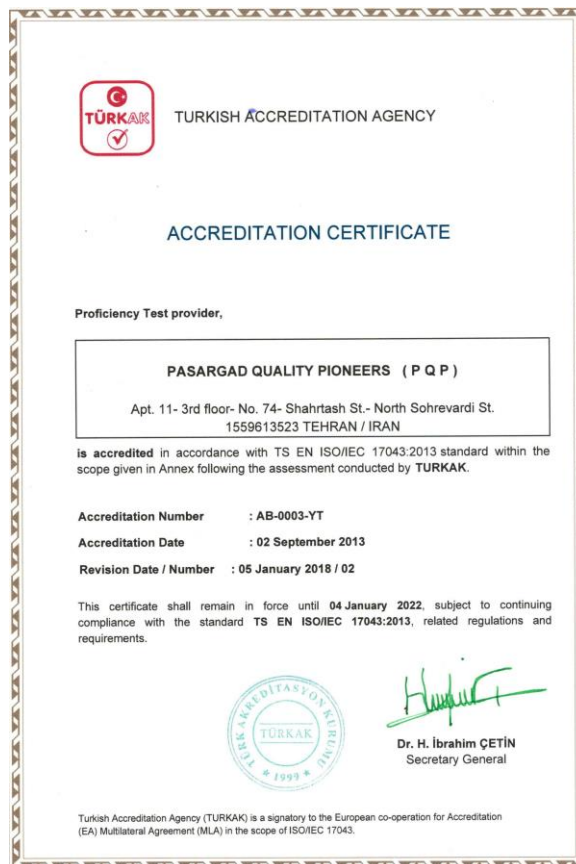 TÜRKAK
TURKISH ACCREDITATION AGENCY
ACCREDITATION CERTIFICATE
Proficiency Test provider,
PASARGAD QUALITY PIONEERS ( P Q P )
Apt. 11- 3rd floor- No. 74- Shahrtash St.- North Sohrevardi St.
1559613523 TEHRAN / IRAN
is accredited in accordance with TS EN ISO/IEC 17043:2013 standard within the
scope given in Annex following the assessment conducted by TURKAK.
Accreditation Number : AB-0003-YT
Accreditation Date : 02 September 2013
Revision Date / Number : 05 January 2018 / 02
This certificate shall remain in force until 04 January 2022, subject to continuing
compliance with the standard TS EN ISO/IEC 17043:2013, related regulations and
requirements.
TÜRK AKREDİTASYON KURUMU
TÜRKAK
* 1999 *
Dr. H. İbrahim ÇETİN
Secretary General
Turkish Accreditation Agency (TURKAK) is a signatory to the European co-operation for Accreditation
(EA) Multilateral Agreement (MLA) in the scope of ISO/IEC 17043.